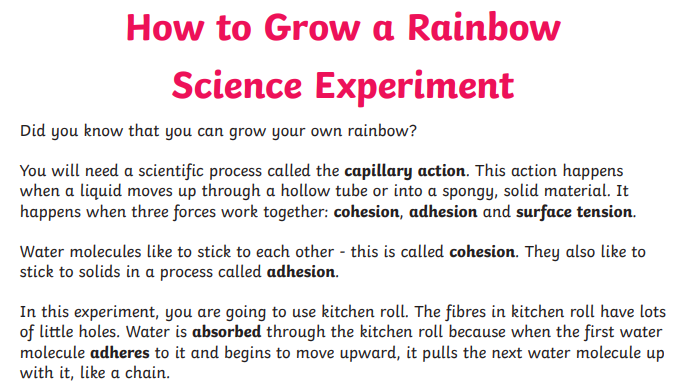 How to Grow a Rainbow
Science Experiment
Did you know that you can grow your own rainbow?
You will need a scientific process called the capillary action. This action happens
when a liquid moves up through a hollow tube or into a spongy, solid material. It
happens when three forces work together: cohesion, adhesion and surface tension.
Water molecules like to stick to each other - this is called cohesion. They also like to
stick to solids in a process called adhesion.
In this experiment, you are going to use kitchen roll. The fibres in kitchen roll have lots
of little holes. Water is absorbed through the kitchen roll because when the first water
molecule adheres to it and begins to move upward, it pulls the next water molecule up
with it, like a chain.